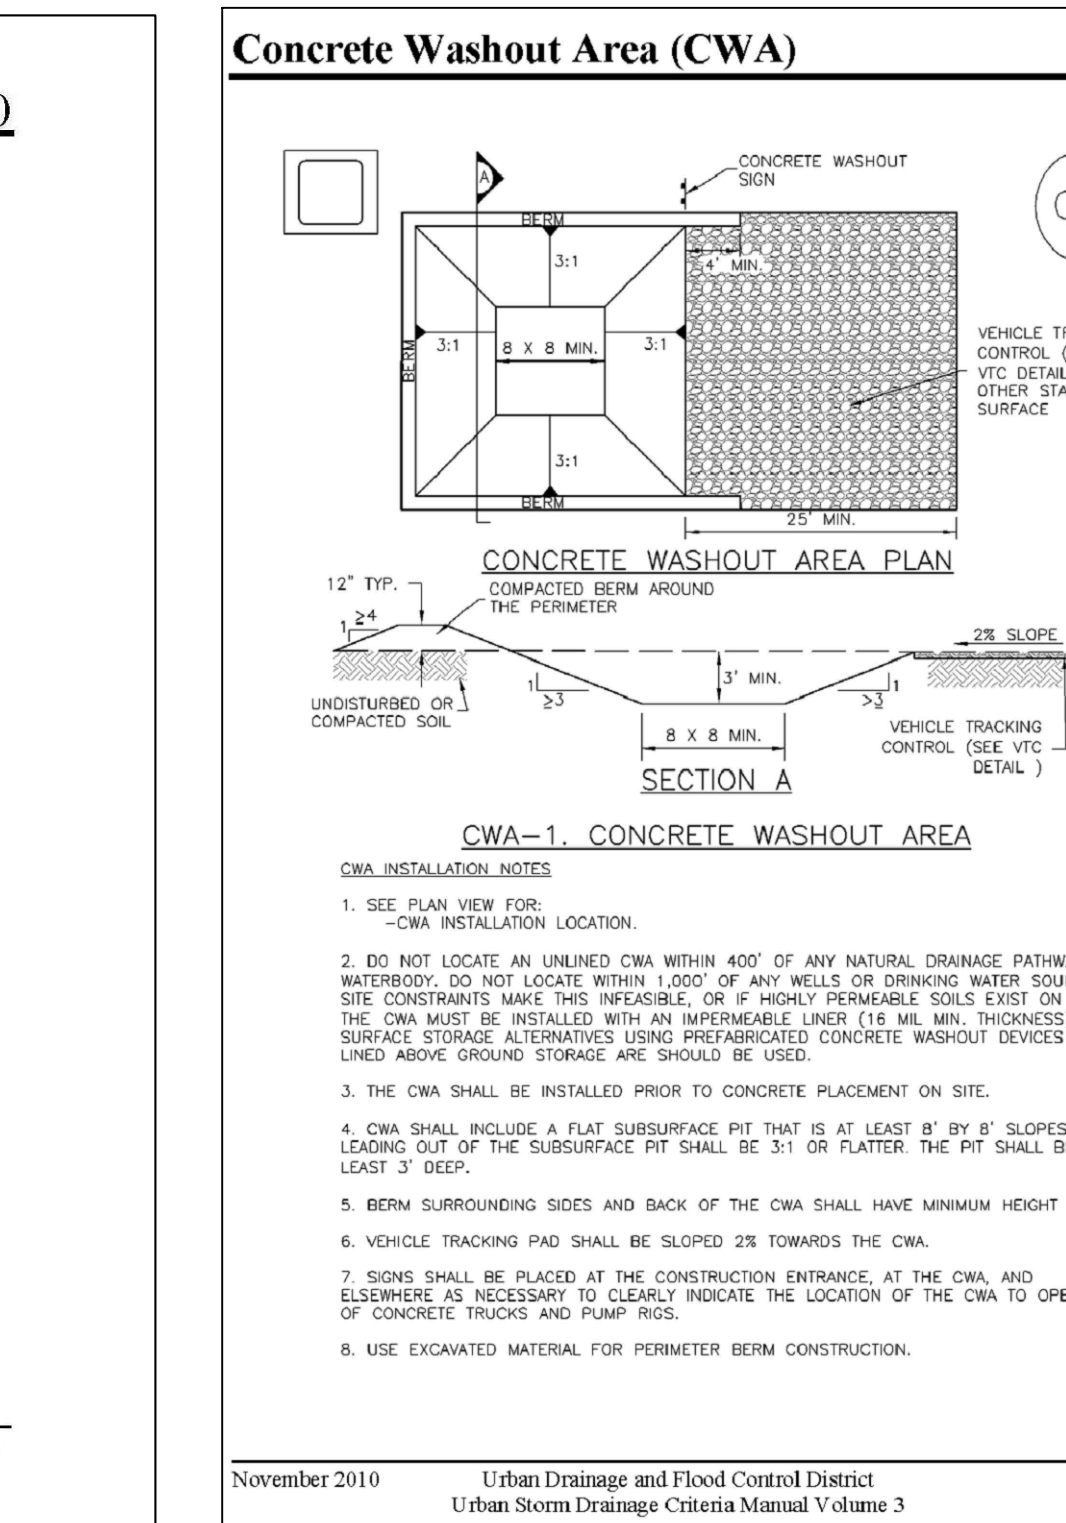 )
Concrete Washout Area (CWA)
CONCRETE WASHOUT
SIGN
A
BERM
3:1
4' MIN.
BERM
3:1
8 X 8 MIN.
3:1
VEHICLE
CONTROL
VTC DETAIL
OTHER
SURFACE
3:1
BERM
25' MIN.
CONCRETE WASHOUT AREA PLAN
12" TYP.
COMPACTED BERM AROUND
THE PERIMETER
1
≥4
2% SLOPE
3' MIN.
1
≥3
≥3
1
UNDISTURBED OR
COMPACTED SOIL
8 X 8 MIN.
VEHICLE TRACKING
CONTROL (SEE VTC
DETAIL )
SECTION A
CWA-1. CONCRETE WASHOUT AREA
CWA INSTALLATION NOTES
1. SEE PLAN VIEW FOR:
-CWA INSTALLATION LOCATION.
2. DO NOT LOCATE AN UNLINED CWA WITHIN 400' OF ANY NATURAL DRAINAGE
WATERBODY. DO NOT LOCATE WITHIN 1,000' OF ANY WELLS OR DRINKING WATER
SITE CONSTRAINTS MAKE THIS INFEASIBLE, OR IF HIGHLY PERMEABLE SOILS EXIST ON
THE CWA MUST BE INSTALLED WITH AN IMPERMEABLE LINER (16 MIL MIN. THICKNESS
SURFACE STORAGE ALTERNATIVES USING PREFABRICATED CONCRETE WASHOUT DEVICES
LINED ABOVE GROUND STORAGE ARE SHOULD BE USED.
3. THE CWA SHALL BE INSTALLED PRIOR TO CONCRETE PLACEMENT ON SITE.
4. CWA SHALL INCLUDE A FLAT SUBSURFACE PIT THAT IS AT LEAST 8' BY 8' SLOPES
LEADING OUT OF THE SUBSURFACE PIT SHALL BE 3:1 OR FLATTER. THE PIT SHALL
LEAST 3' DEEP.
5. BERM SURROUNDING SIDES AND BACK OF THE CWA SHALL HAVE MINIMUM HEIGHT
6. VEHICLE TRACKING PAD SHALL BE SLOPED 2% TOWARDS THE CWA.
7. SIGNS SHALL BE PLACED AT THE CONSTRUCTION ENTRANCE, AT THE CWA, AND
ELSEWHERE AS NECESSARY TO CLEARLY INDICATE THE LOCATION OF THE CWA TO
OF CONCRETE TRUCKS AND PUMP RIGS.
8. USE EXCAVATED MATERIAL FOR PERIMETER BERM CONSTRUCTION.
November 2010
Urban Drainage and Flood Control District
Urban Storm Drainage Criteria Manual Volume 3